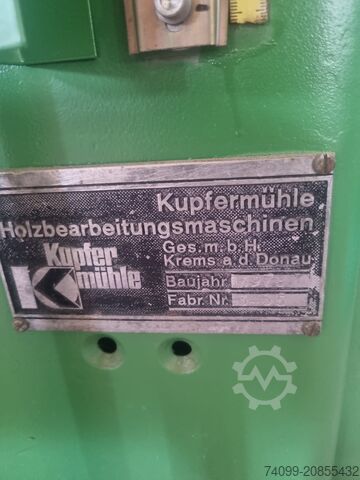 Kupfermühle
Holzbearbeitungsmaschinen
Kupfer
mühle
Ges.m.b.H.
Krems a.d.Donau
Baujahr
Fabr. Nr.
74099-20855432